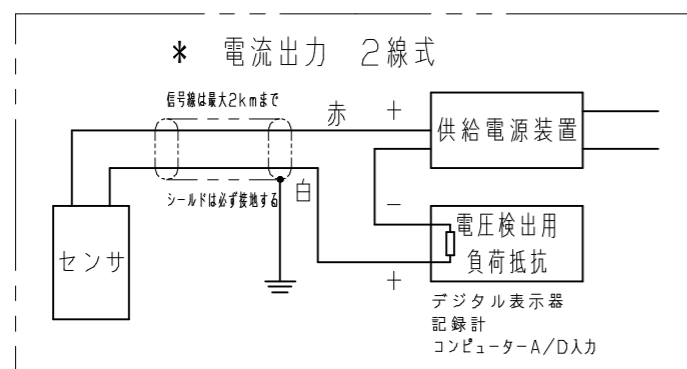 * 電流出力 2線式
信号線は最大2kmまで
赤 +
供給電源装置
シールドは必ず接地する
白
-
センサ
電圧検出用
負荷抵抗
+
デジタル表示器
記録計
コンピューターA/D入力